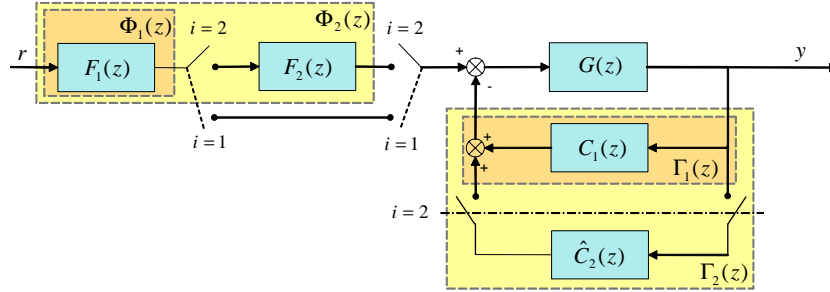 Φ₁(z) Φ₂(z)
i = 2 i = 2
r F₁(z) F₂(z) + G(z) y
-
i = 1 i = 1
+ C₁(z)
+ Γ₁(z)
i = 2
Ĉ₂(z) Γ₂(z)